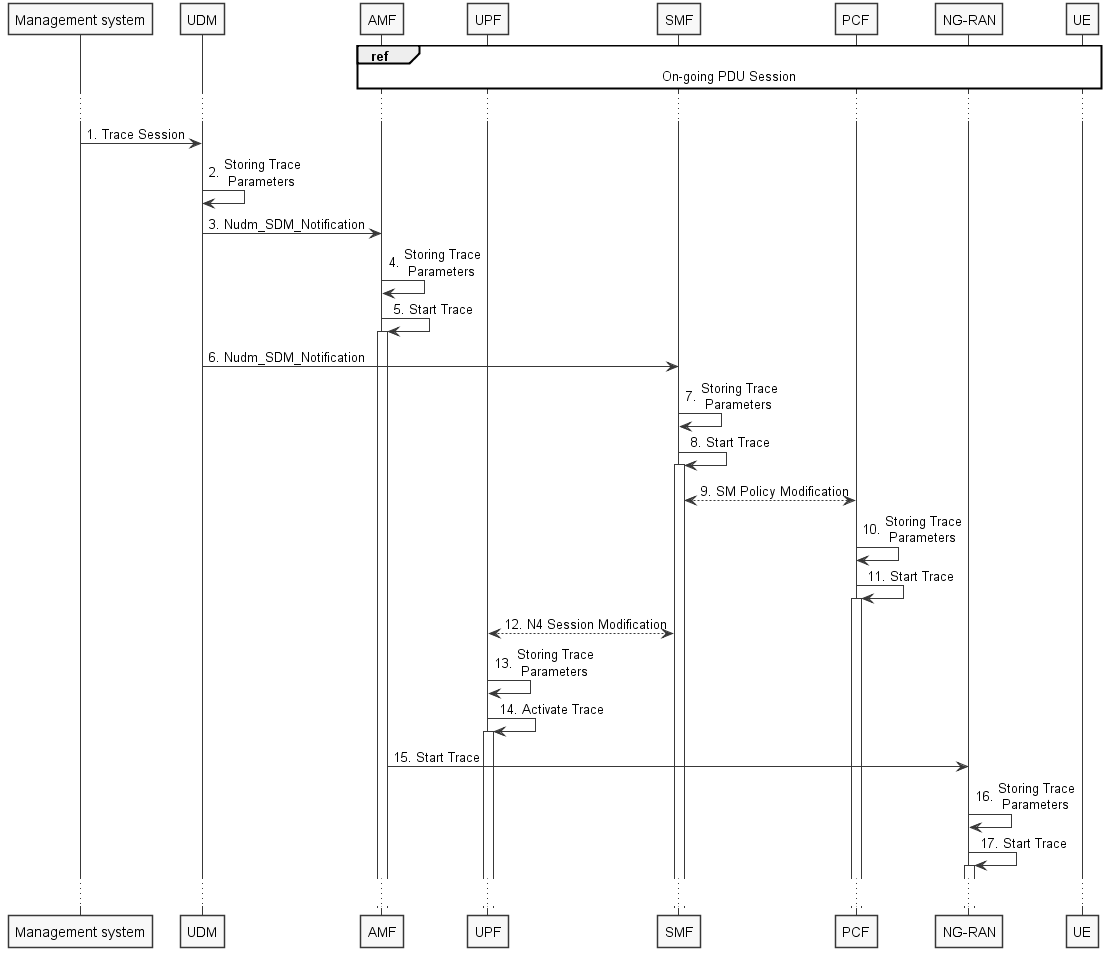 Management system
UDM
AMF
UPF
SMF
PCF
NG-RAN
UE
ref
On-going PDU Session
1. Trace Session
2. Storing Trace
Parameters
3. Nudm_SDM_Notification
4. Storing Trace
Parameters
5. Start Trace
6. Nudm_SDM_Notification
7. Storing Trace
Parameters
8. Start Trace
9. SM Policy Modification
10. Storing Trace
Parameters
11. Start Trace
12. N4 Session Modification
13. Storing Trace
Parameters
14. Activate Trace
15. Start Trace
16. Storing Trace
Parameters
17. Start Trace
Management system
UDM
AMF
UPF
SMF
PCF
NG-RAN
UE